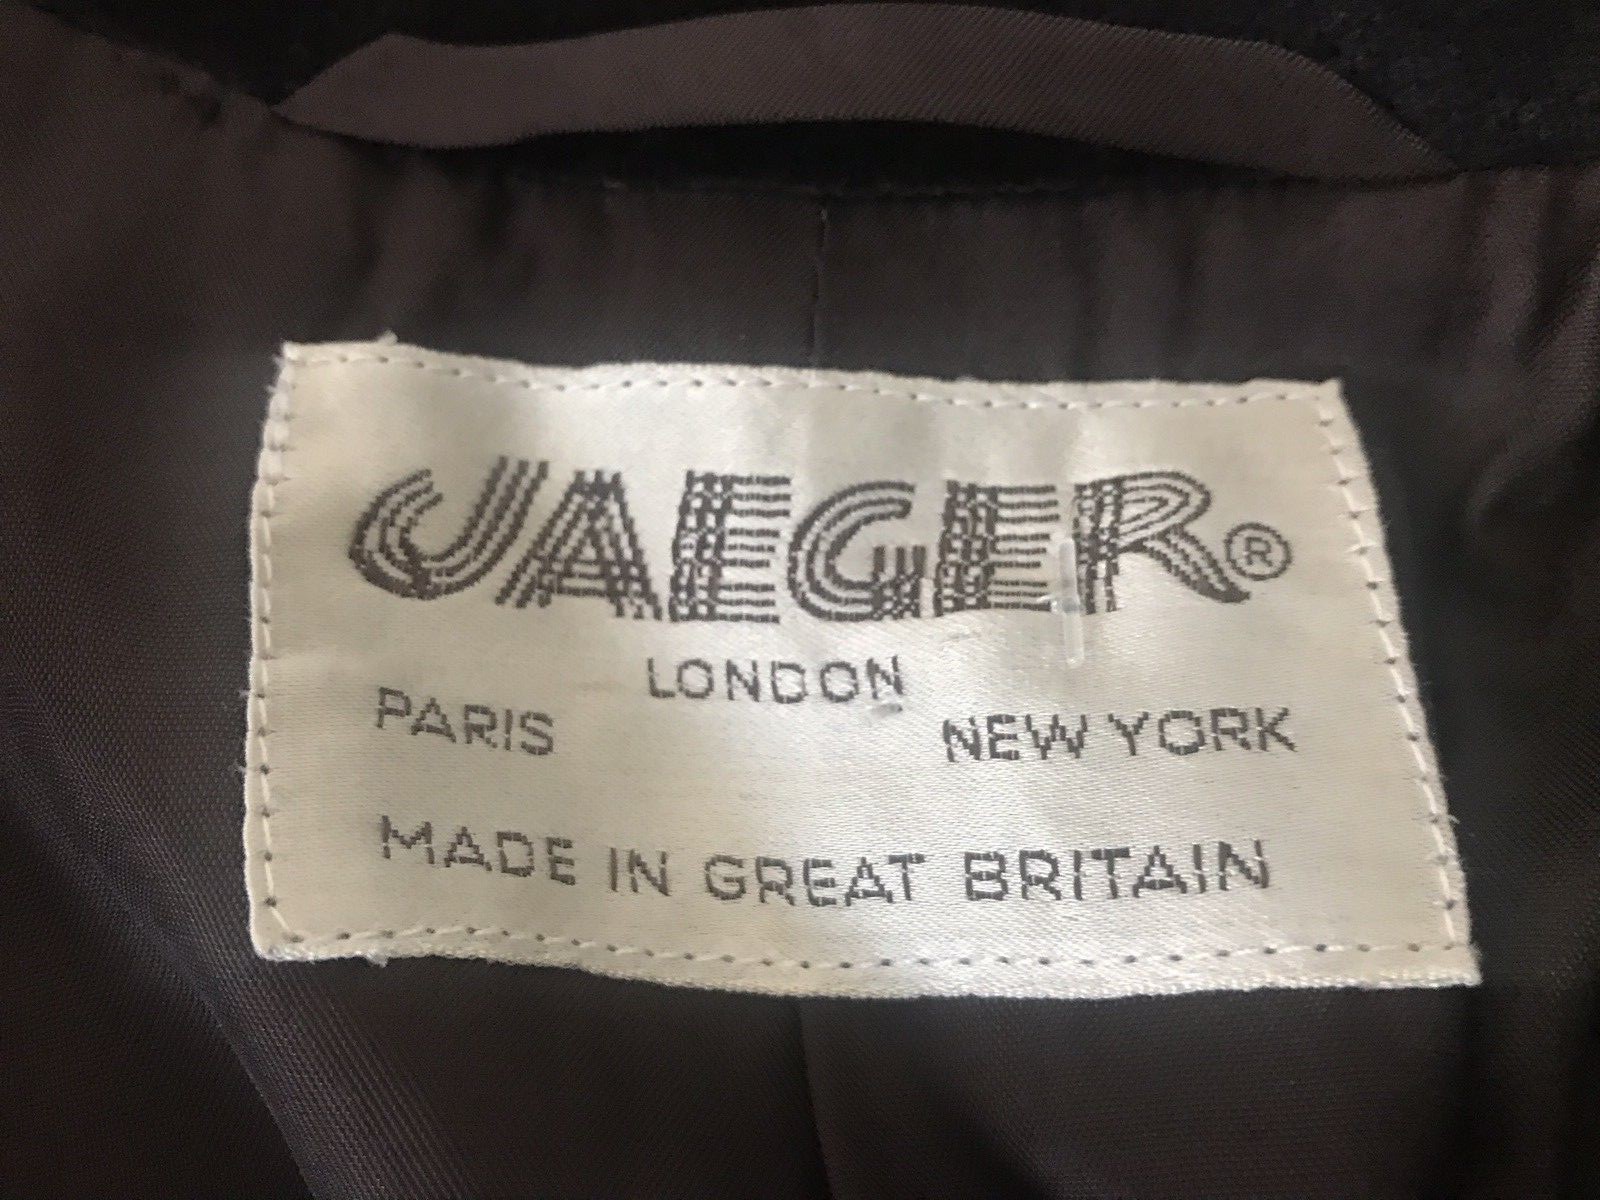 JAEGER®
LONDON
PARIS NEW YORK
MADE IN GREAT BRITAIN